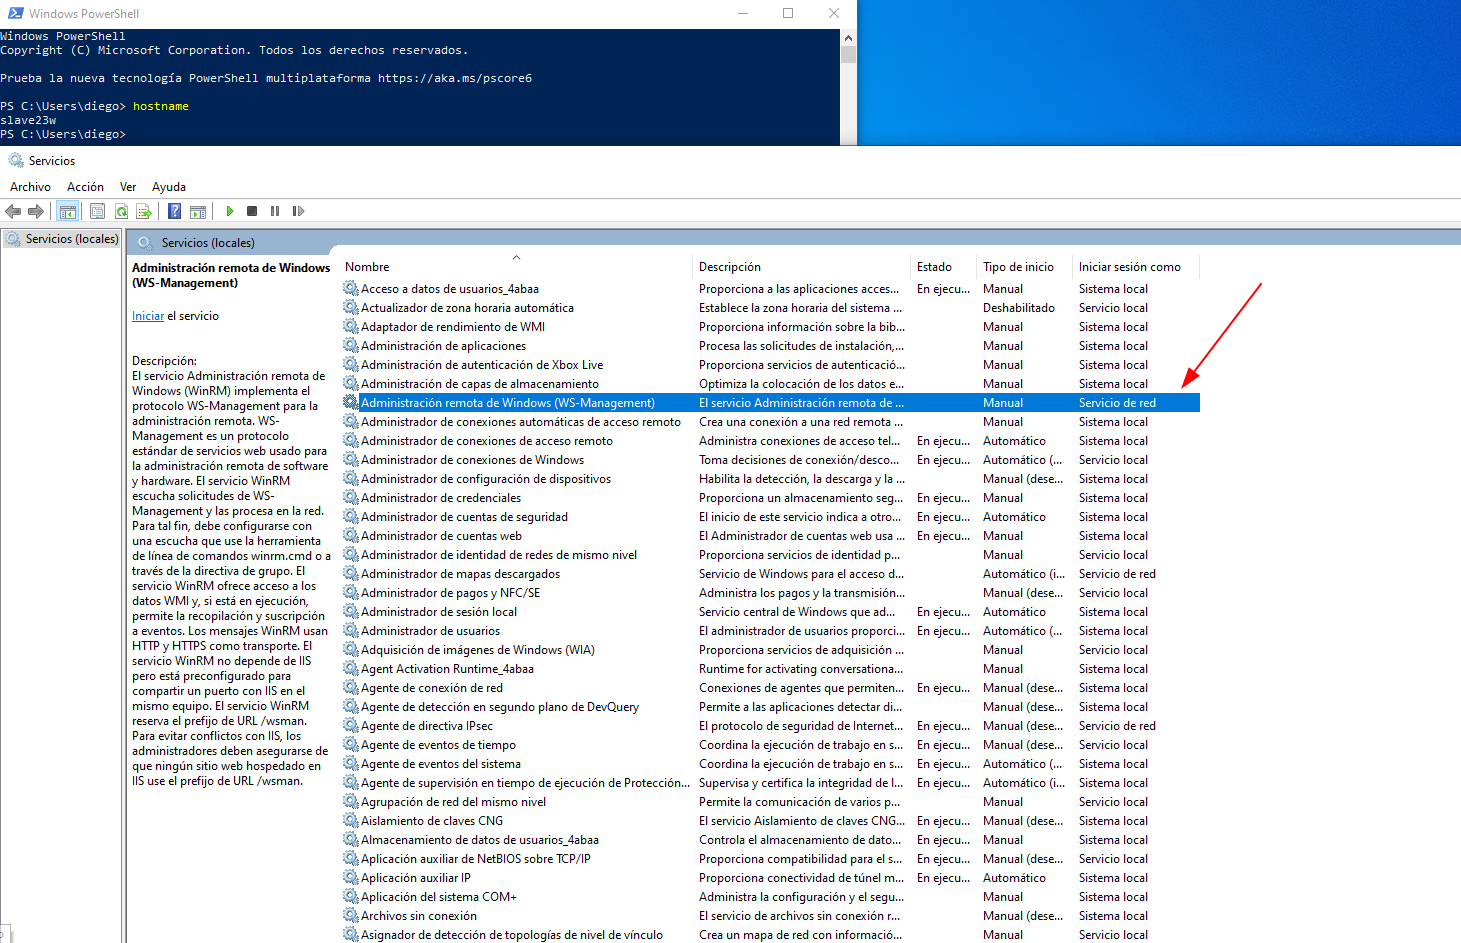 Windows PowerShell
Windows PowerShell
Copyright (C) Microsoft Corporation. Todos los derechos reservados.
Prueba la nueva tecnología PowerShell multiplataforma https://aka.ms/pscore6
PS C:\Users\diego> hostname
slave23w
PS C:\Users\diego>
Servicios
Archivo Acción Ver Ayuda
Servicios (locales)
Servicios (locales)
Administración remota de Windows
(WS-Management)
Iniciar el servicio
Descripción:
El servicio Administración remota de
Windows (WinRM) implementa el
protocolo WS-Management para la
administración remota. WS-
Management es un protocolo
estándar de servicios web usado para
la administración remota de software
y hardware. El servicio WinRM
escucha solicitudes de WS-
Management y las procesa en la red.
Para tal fin, debe configurarse con
una escucha que use la herramienta
de línea de comandos winrm.cmd o a
través de la directiva de grupo. El
servicio WinRM ofrece acceso a los
datos WMI y, si está en ejecución,
permite la recopilación y suscripción
a eventos. Los mensajes WinRM usan
HTTP y HTTPS como transporte. El
servicio WinRM no depende de IIS
pero está preconfigurado para
compartir un puerto con IIS en el
mismo equipo. El servicio WinRM
reserva el prefijo de URL /wsman.
Para evitar conflictos con IIS, los
administradores deben asegurarse de
que ningún sitio web hospedado en
IIS use el prefijo de URL /wsman.
Nombre Descripción Estado Tipo de inicio Iniciar sesión como
Acceso a datos de usuarios_4abaa Proporciona a las aplicaciones acces... En ejecu... Manual Sistema local
Actualizador de zona horaria automática Establece la zona horaria del sistema ... Deshabilitado Servicio local
Adaptador de rendimiento de WMI Proporciona información sobre la bib... Manual Sistema local
Administración de aplicaciones Procesa las solicitudes de instalación,... Manual Sistema local
Administración de autenticación de Xbox Live Proporciona servicios de autenticació... Manual Sistema local
Administración de capas de almacenamiento Optimiza la colocación de los datos e... Manual Sistema local
Administración remota de Windows (WS-Management) El servicio Administración remota de ... Manual Servicio de red
Administrador de conexiones automáticas de acceso remoto Crea una conexión a una red remota ... Manual Sistema local
Administrador de conexiones de acceso remoto Administra conexiones de acceso tel... En ejecu... Automático Sistema local
Administrador de conexiones de Windows Toma decisiones de conexión/desco... En ejecu... Automático (... Servicio local
Administrador de configuración de dispositivos Habilita la detección, la descarga y la ... Manual (dese... Sistema local
Administrador de credenciales Proporciona un almacenamiento seg... En ejecu... Manual Sistema local
Administrador de cuentas de seguridad El inicio de este servicio indica a otro... En ejecu... Automático Sistema local
Administrador de cuentas web El Administrador de cuentas web usa ... En ejecu... Manual Sistema local
Administrador de identidad de redes de mismo nivel Proporciona servicios de identidad p... Manual Servicio local
Administrador de mapas descargados Servicio de Windows para el acceso d... Automático (i... Servicio de red
Administrador de pagos y NFC/SE Administra los pagos y la transmisión... Manual (dese... Servicio local
Administrador de sesión local Servicio central de Windows que ad... En ejecu... Automático Sistema local
Administrador de usuarios El administrador de usuarios proporci... En ejecu... Automático (... Sistema local
Adquisición de imágenes de Windows (WIA) Proporciona servicios de adquisición ... Manual Servicio local
Agent Activation Runtime_4abaa Runtime for activating conversationa... Manual Sistema local
Agente de conexión de red Conexiones de agentes que permiten... En ejecu... Manual (dese... Sistema local
Agente de detección en segundo plano de DevQuery Permite a las aplicaciones detectar di... Manual (dese... Sistema local
Agente de directiva IPsec El protocolo de seguridad de Internet... En ejecu... Manual (dese... Servicio de red
Agente de eventos de tiempo Coordina la ejecución de trabajo en s... En ejecu... Manual (dese... Servicio local
Agente de eventos del sistema Coordina la ejecución de trabajo en s... En ejecu... Automático (... Sistema local
Agente de supervisión en tiempo de ejecución de Protección... Supervisa y certifica la integridad de l... En ejecu... Automático (i... Sistema local
Agrupación de red del mismo nivel Permite la comunicación de varios p... Manual Servicio local
Aislamiento de claves CNG El servicio Aislamiento de claves CNG... En ejecu... Manual (dese... Sistema local
Almacenamiento de datos de usuarios_4abaa Controla el almacenamiento de dato... En ejecu... Manual Sistema local
Aplicación auxiliar de NetBIOS sobre TCP/IP Proporciona compatibilidad para el s... En ejecu... Manual (dese... Servicio local
Aplicación auxiliar IP Proporciona conectividad de túnel m... En ejecu... Automático Sistema local
Aplicación del sistema COM+ Administra la configuración y el segu... Manual Sistema local
Archivos sin conexión El servicio de archivos sin conexión r... Manual (dese... Sistema local
Asignador de detección de topologías de nivel de vínculo Crea un mapa de red con informació... Manual Servicio local